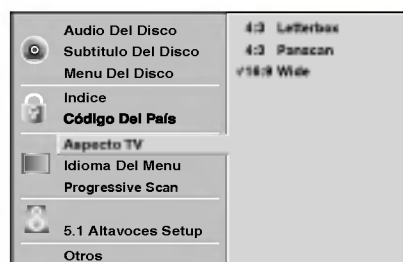 Audio Del Disco
Subtitulo Del Disco
Menu Del Disco
Indice
Código Del País
Aspecto TV
Idioma Del Menu
Progressive Scan
5.1 Altavoces Setup
Otros
4:3 Letterbox
4:3 Panscan
√16:9 Wide